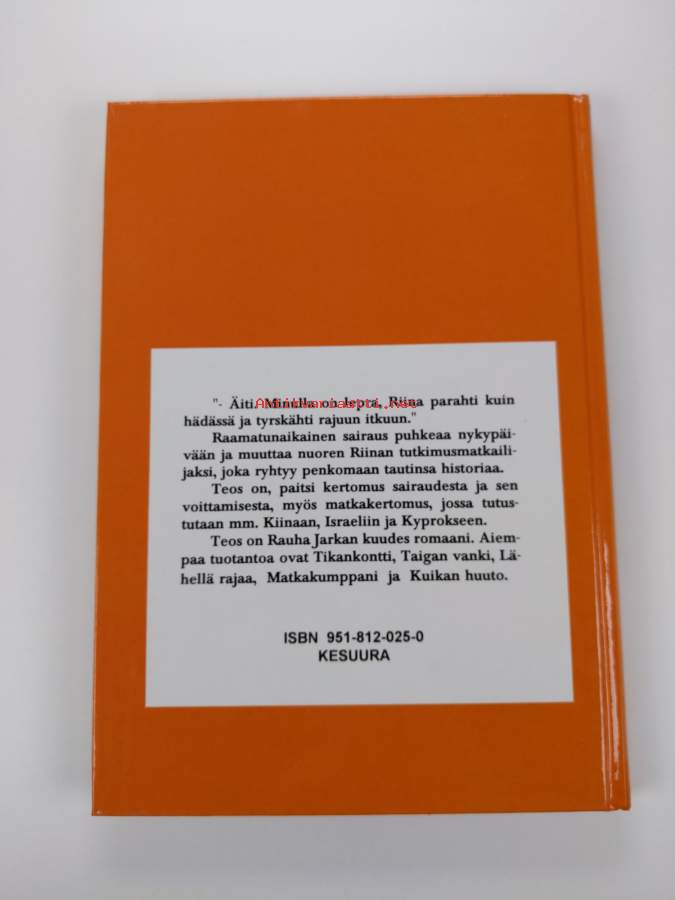 "- Äiti. Minulla on lepra, Riina parahti kuin
hädässä ja tyrskähti rajuun itkuun."
Raamatunaikainen sairaus puhkeaa nykypäi-
vään ja muuttaa nuoren Riinan tutkimusmatkaili-
jaksi, joka ryhtyy penkomaan tautinsa historiaa.
Teos on, paitsi kertomus sairaudesta ja sen
voittamisesta, myös matkakertomus, jossa tutus-
tutaan mm. Kiinaan, Israeliin ja Kyprokseen.
Teos on Rauha Jarkan kuudes romaani. Aiem-
paa tuotantoa ovat Tikankontti, Taigan vanki, Lä-
hellä rajaa, Matkakumppani ja Kuikan huuto.
ISBN 951-812-025-0
KESUURA